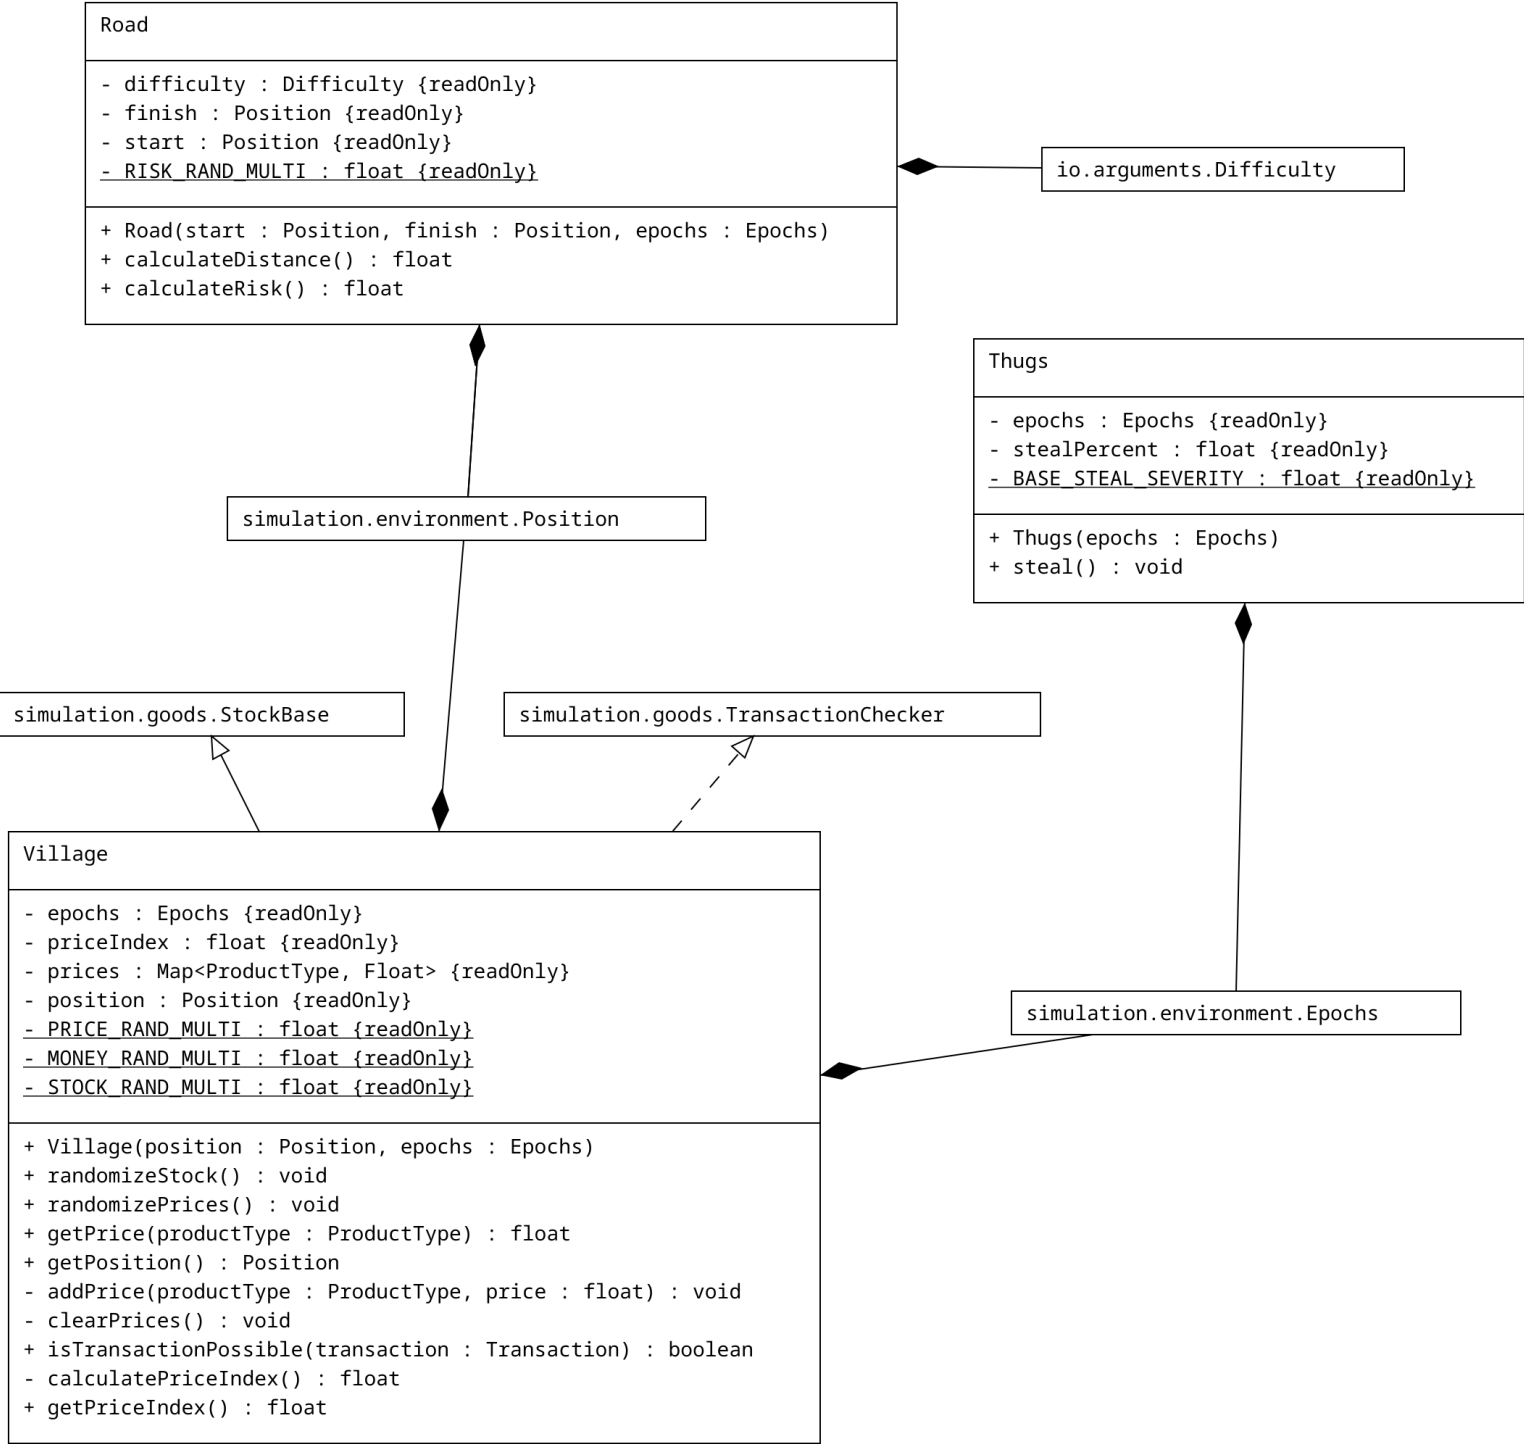 Road
- difficulty : Difficulty {readOnly}
- finish : Position {readOnly}
- start : Position {readOnly}
- RISK_RAND_MULTI : float {readOnly}
+ Road(start : Position, finish : Position, epochs : Epochs)
+ calculateDistance() : float
+ calculateRisk() : float
io.arguments.Difficulty
Thugs
- epochs : Epochs {readOnly}
- stealPercent : float {readOnly}
- BASE_STEAL_SEVERITY : float {readOnly}
+ Thugs(epochs : Epochs)
+ steal() : void
simulation.environment.Position
simulation.goods.StockBase
simulation.goods.TransactionChecker
Village
- epochs : Epochs {readOnly}
- priceIndex : float {readOnly}
- prices : Map<ProductType, Float> {readOnly}
- position : Position {readOnly}
- PRICE_RAND_MULTI : float {readOnly}
- MONEY_RAND_MULTI : float {readOnly}
- STOCK_RAND_MULTI : float {readOnly}
+ Village(position : Position, epochs : Epochs)
+ randomizeStock() : void
+ randomizePrices() : void
+ getPrice(productType : ProductType) : float
+ getPosition() : Position
- addPrice(productType : ProductType, price : float) : void
- clearPrices() : void
+ isTransactionPossible(transaction : Transaction) : boolean
- calculatePriceIndex() : float
+ getPriceIndex() : float
simulation.environment.Epochs